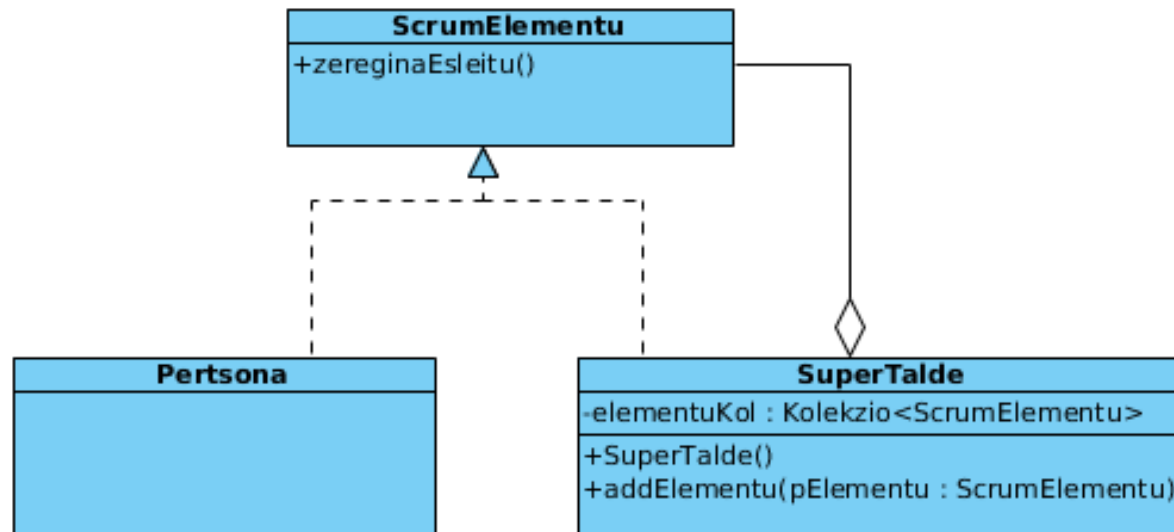 ScrumElementu
+zereginaEsleitu()
Pertsona
SuperTalde
-elementuKol : Kolekzio<ScrumElementu>
+SuperTalde()
+addElementu(pElementu : ScrumElementu)